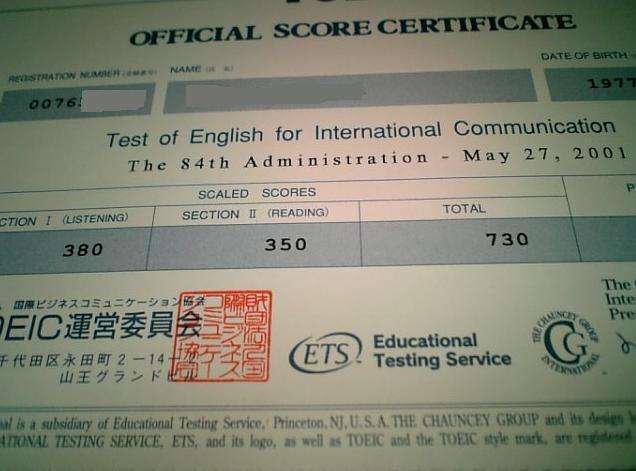 OFFICIAL SCORE CERTIFICATE
REGISTRATION NUMBER NAME DATE OF BIRTH
0076 1977
Test of English for International Communication
The 84th Administration - May 27, 2001
SCALED SCORES
CTION I (LISTENING) SECTION II (READING) TOTAL P
380 350 730
国際ビジネスコミュニケーション協会
OEIC運営委員会
千代田区永田町2-14-
山王グランドビル
ETS Educational
Testing Service
THE CHAUNCEY GROUP
CG
INTERNATIONAL
The
Inte
Pre
nal is a subsidiary of Educational Testing Service, Princeton, NJ, U.S.A. THE CHAUNCEY GROUP and its design
ATIONAL TESTING SERVICE, ETS, and its logo, as well as TOEIC and the TOEIC style mark, are registered